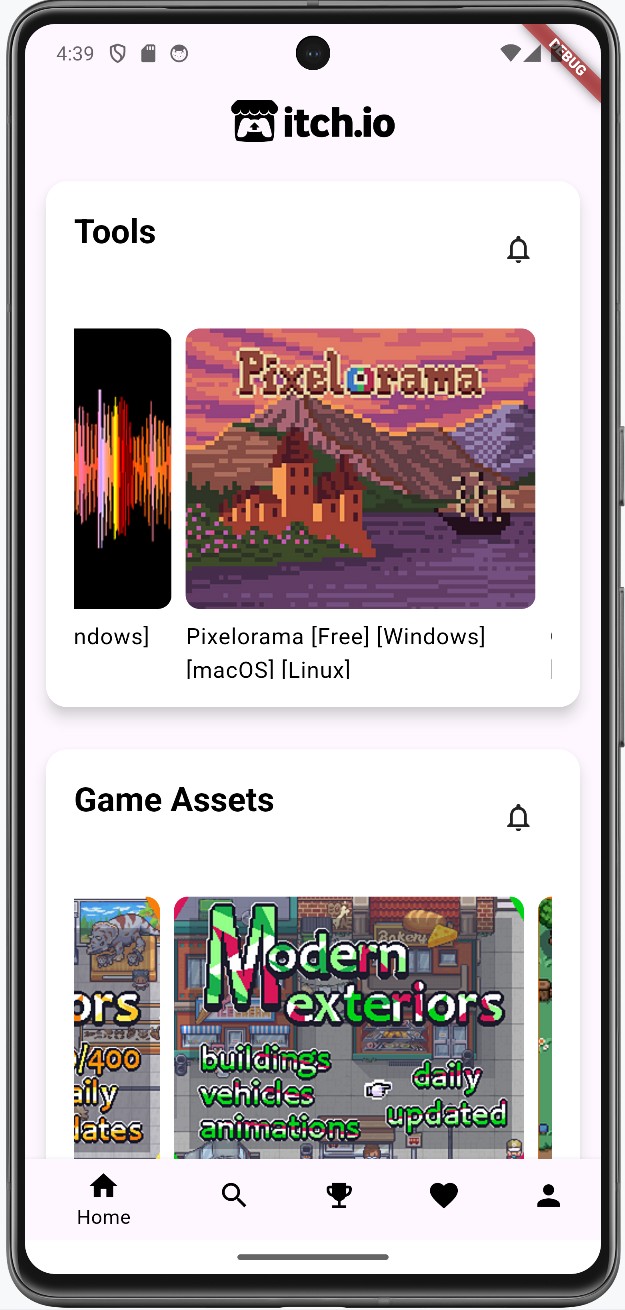 4:39
DEBUG
itch.io
Tools
Pixelorama
ndows]
Pixelorama [Free] [Windows]
[macOS] [Linux]
Game Assets
Bakery
ors
/400
aily
dates
Modern
exteriors
buildings
vehicles
animations
daily
updated
Home